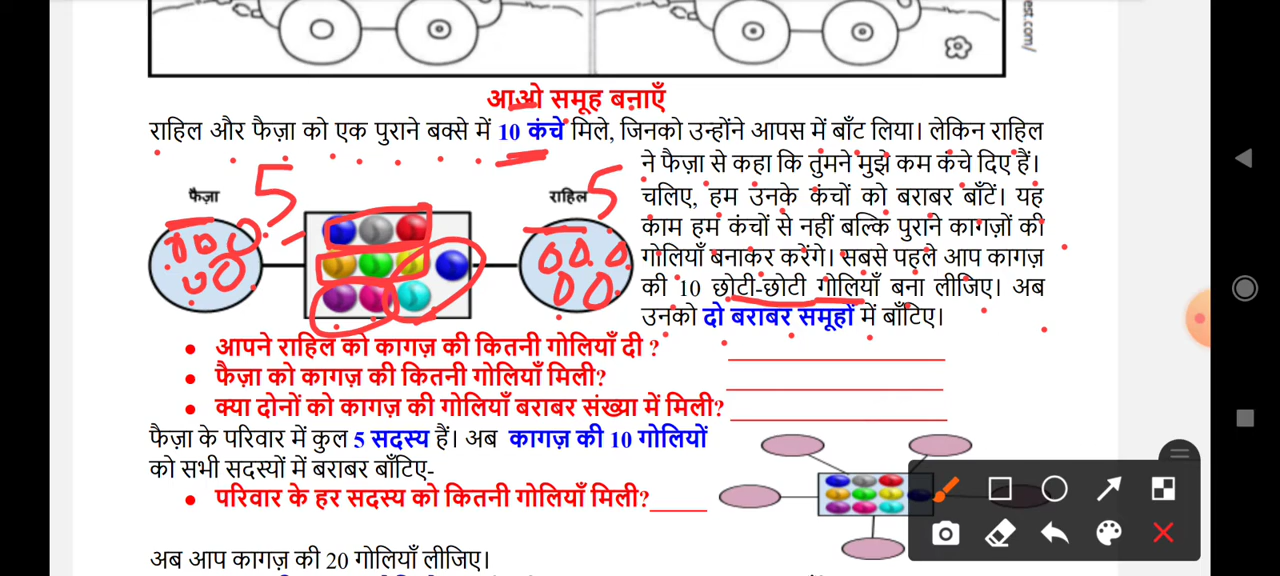 est.com/
आओ समूह बनाएँ
राहिल और फैज़ा को एक पुराने बक्से में 10 कंचे मिले, जिनको उन्होंने आपस में बाँट लिया। लेकिन राहिल
ने फैज़ा से कहा कि तुमने मुझे कम कंचे दिए हैं।
चलिए, हम उनके कंचों को बराबर बाँटें। यह
काम हम कंचों से नहीं बल्कि पुराने कागज़ों की
गोलियाँ बनाकर करेंगे। सबसे पहले आप कागज़
की 10 छोटी-छोटी गोलियाँ बना लीजिए। अब
उनको दो बराबर समूहों में बाँटिए।
फैज़ा 5
राहिल 5
• आपने राहिल को कागज़ की कितनी गोलियाँ दी ?
• फैज़ा को कागज़ की कितनी गोलियाँ मिली?
• क्या दोनों को कागज़ की गोलियाँ बराबर संख्या में मिली?
फैज़ा के परिवार में कुल 5 सदस्य हैं। अब कागज़ की 10 गोलियों
को सभी सदस्यों में बराबर बाँटिए-
• परिवार के हर सदस्य को कितनी गोलियाँ मिली?
अब आप कागज़ की 20 गोलियाँ लीजिए।